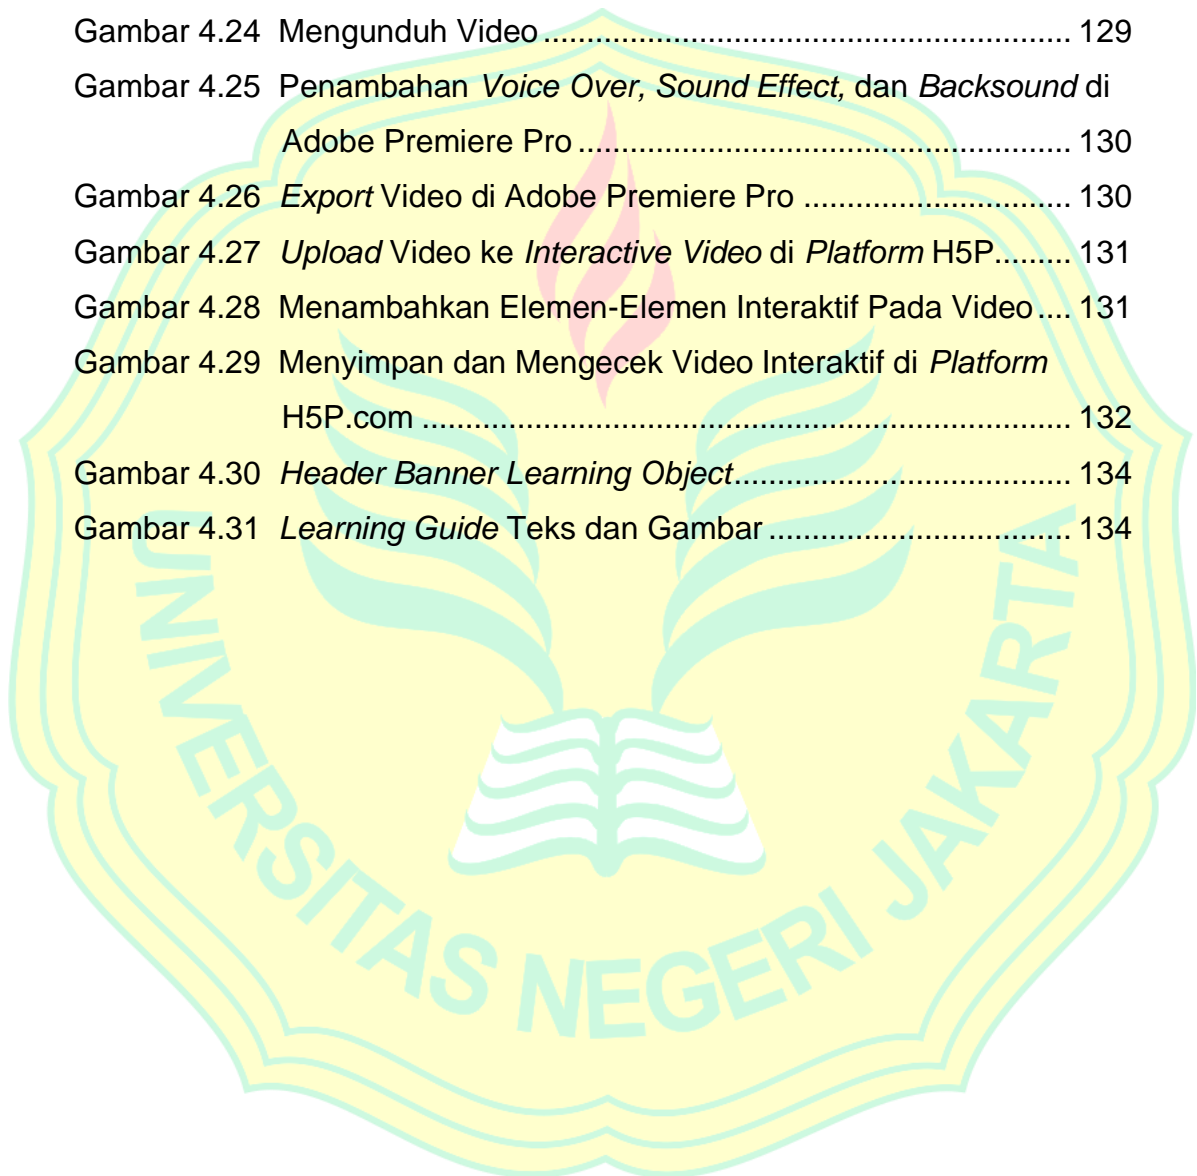 Gambar 4.24 Mengunduh Video ............................................................. 129
Gambar 4.25 Penambahan Voice Over, Sound Effect, dan Backsound di
Adobe Premiere Pro ......................................................... 130
Gambar 4.26 Export Video di Adobe Premiere Pro ............................... 130
Gambar 4.27 Upload Video ke Interactive Video di Platform H5P......... 131
Gambar 4.28 Menambahkan Elemen-Elemen Interaktif Pada Video.... 131
Gambar 4.29 Menyimpan dan Mengecek Video Interaktif di Platform
H5P.com ........................................................................... 132
Gambar 4.30 Header Banner Learning Object....................................... 134
Gambar 4.31 Learning Guide Teks dan Gambar ................................... 134
UNIVERSITAS NEGERI JAKARTA